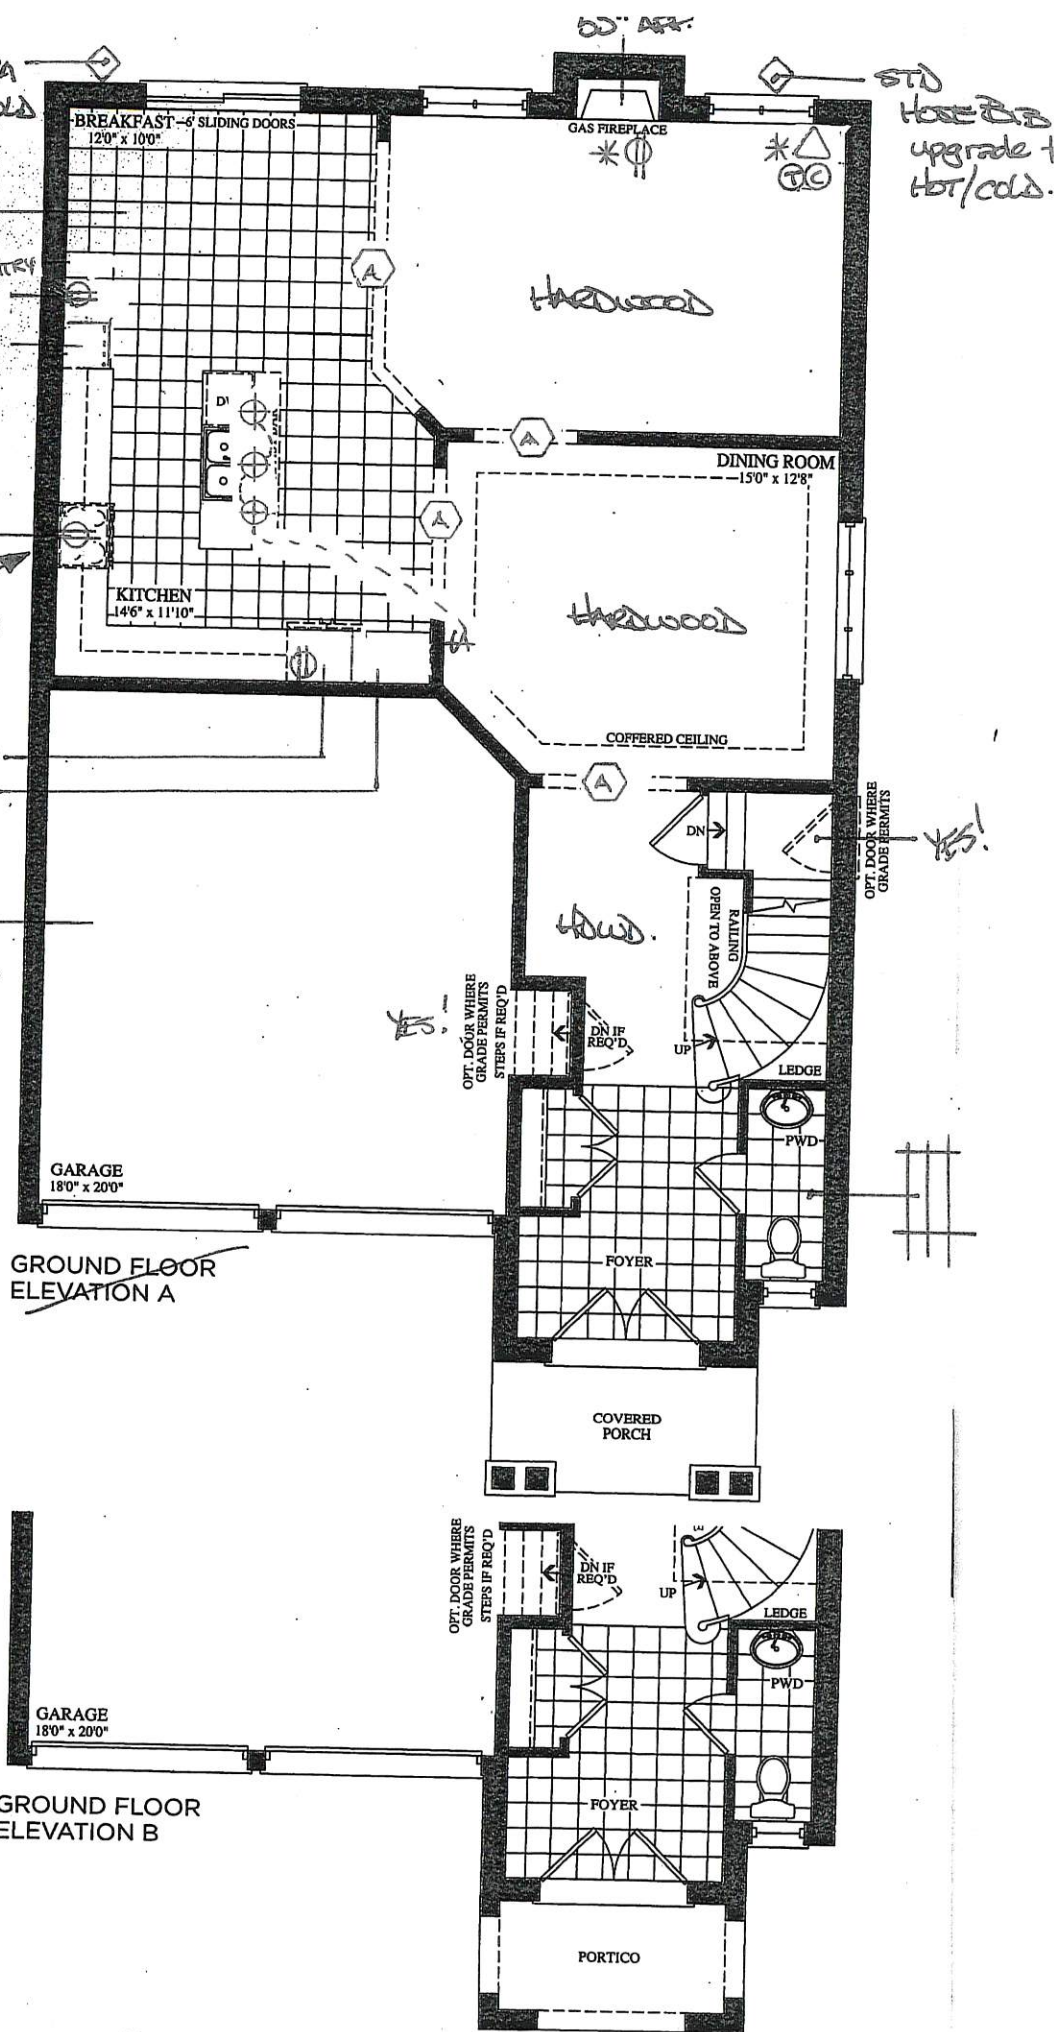 STD
HOSE BIB
upgrade +
HOT/COLD.
BREAKFAST
6' SLIDING DOORS
12'0" x 10'0"
GAS FIREPLACE
T C
A
HARDWOOD
A
DINING ROOM
15'0" x 12'8"
A
KITCHEN
14'6" x 11'10"
HARDWOOD
COFFERED CEILING
A
DN
OPT. DOOR WHERE
GRADE PERMITS
YES!
HDWD.
RAILING
OPEN TO ABOVE
YES!
OPT. DOOR WHERE
GRADE PERMITS
STEPS IF REQ'D
DN IF
REQ'D
UP
LEDGE
PWD
GARAGE
18'0" x 20'0"
FOYER
GROUND FLOOR
ELEVATION A
COVERED
PORCH
OPT. DOOR WHERE
GRADE PERMITS
STEPS IF REQ'D
DN IF
REQ'D
UP
LEDGE
PWD
GARAGE
18'0" x 20'0"
FOYER
GROUND FLOOR
ELEVATION B
PORTICO